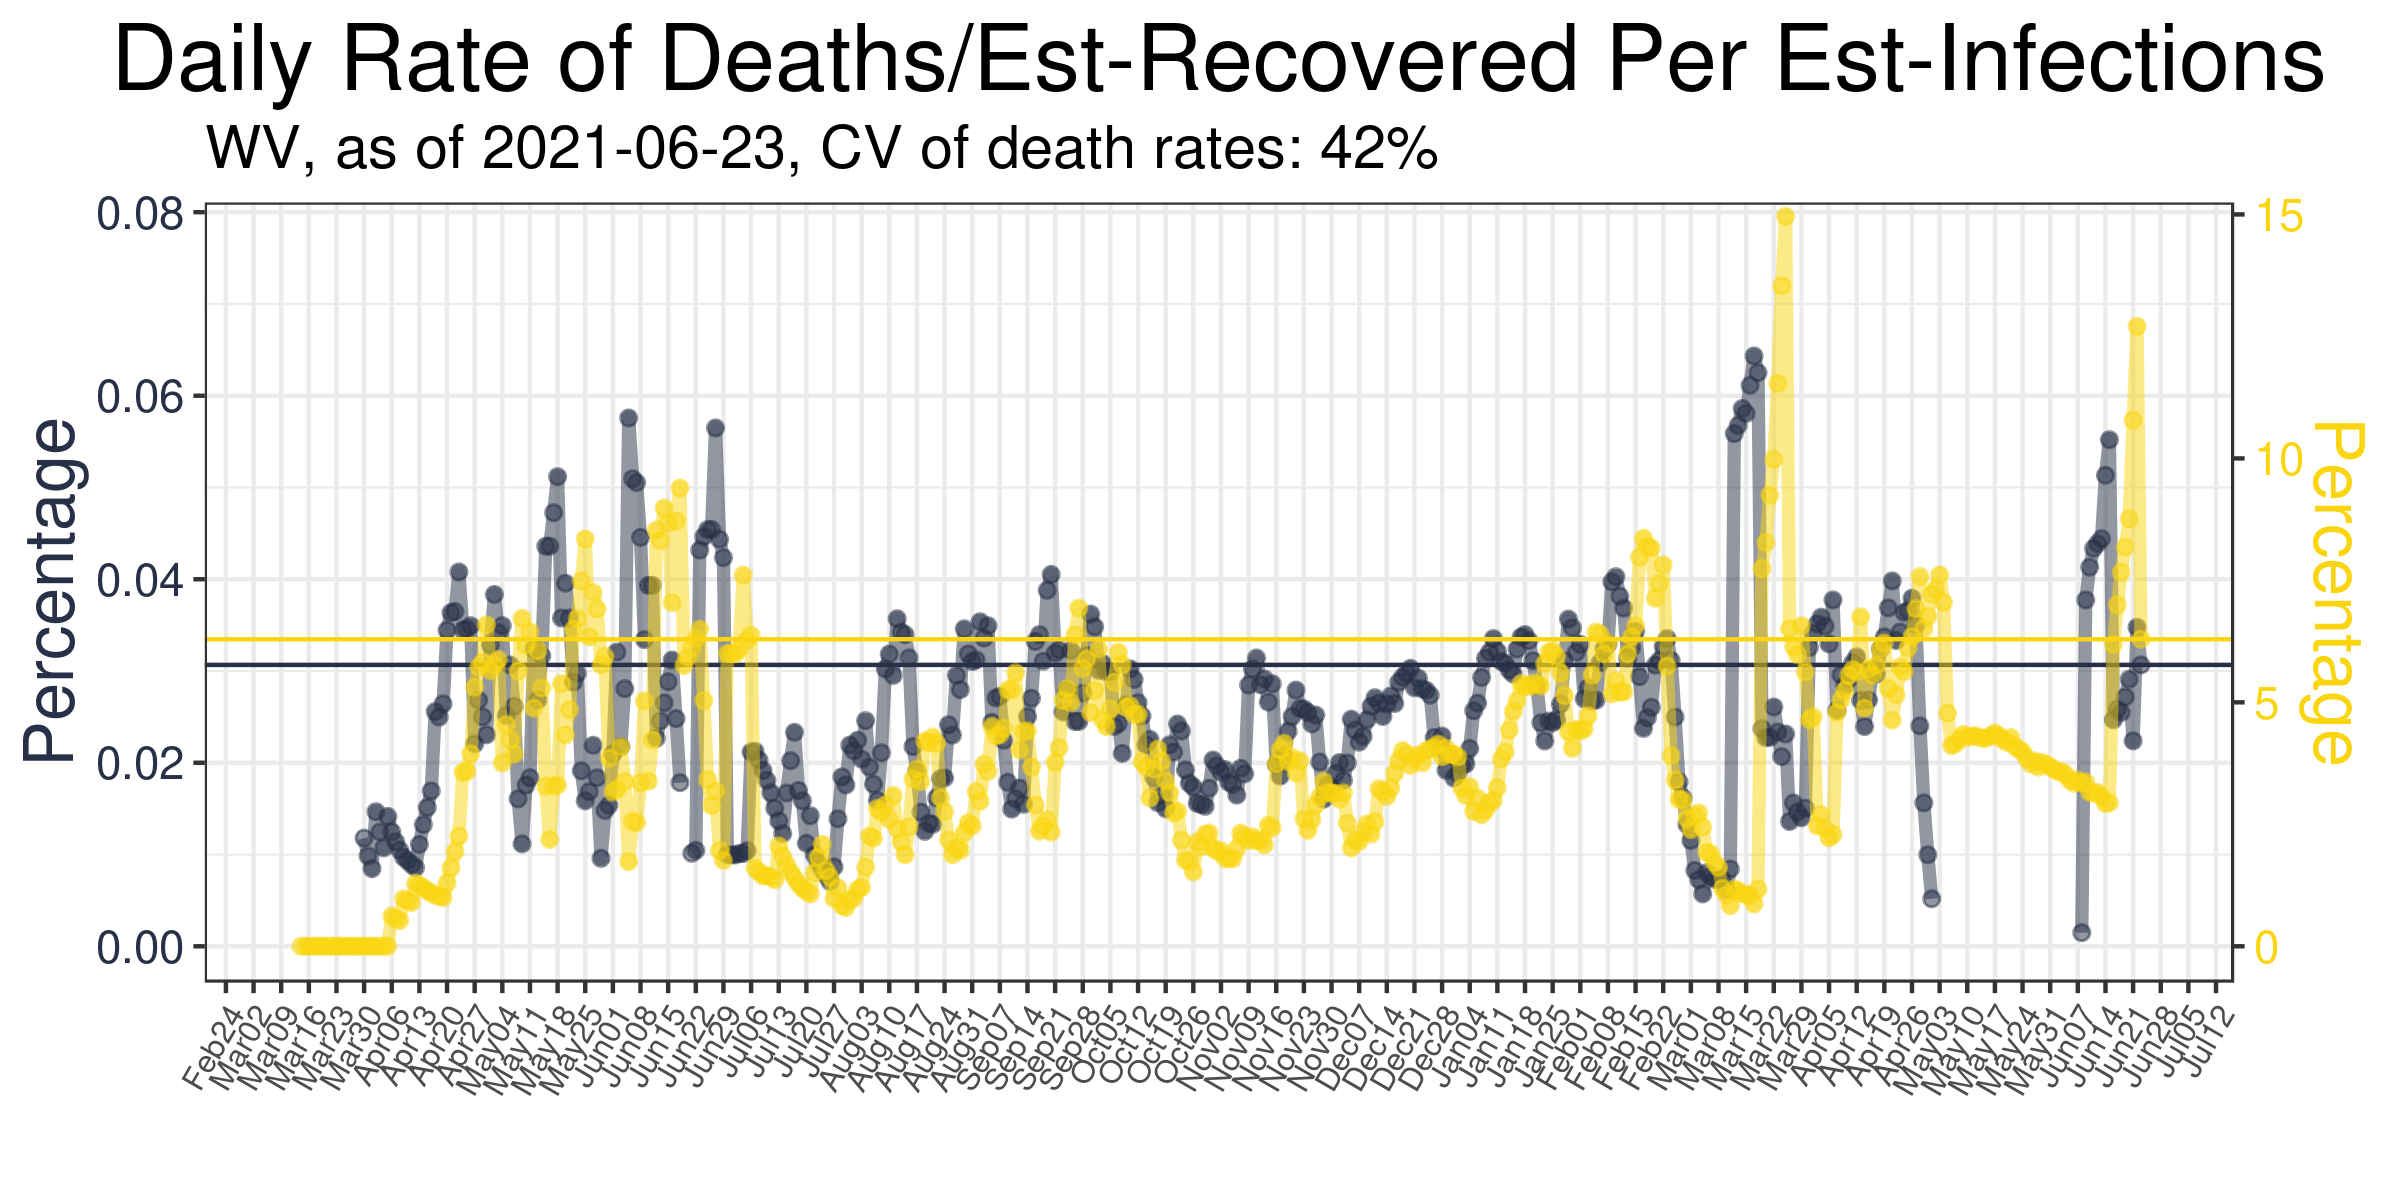 Daily Rate of Deaths/Est-Recovered Per Est-Infections
WV, as of 2021-06-23, CV of death rates: 42%
Percentage
0.08
0.06
0.04
0.02
0.00
15
10
5
0
Percentage
Feb24
Mar02
Mar09
Mar16
Mar23
Mar30
Apr06
Apr13
Apr20
Apr27
May04
May11
May18
May25
Jun01
Jun08
Jun15
Jun22
Jun29
Jul06
Jul13
Jul20
Jul27
Aug03
Aug10
Aug17
Aug24
Aug31
Sep07
Sep14
Sep21
Sep28
Oct05
Oct12
Oct19
Oct26
Nov02
Nov09
Nov16
Nov23
Nov30
Dec07
Dec14
Dec21
Dec28
Jan04
Jan11
Jan18
Jan25
Feb01
Feb08
Feb15
Feb22
Mar01
Mar08
Mar15
Mar22
Mar29
Apr05
Apr12
Apr19
Apr26
May03
May10
May17
May24
May31
Jun07
Jun14
Jun21
Jun28
Jul05
Jul12